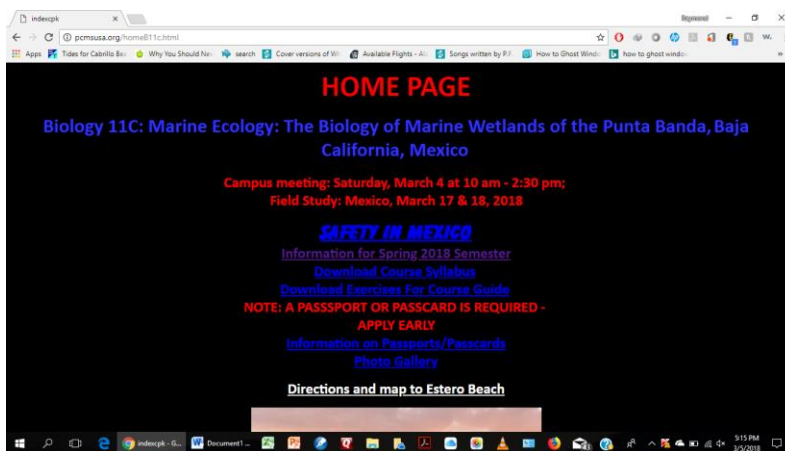 indexcpk
pcmsusa.org/homeB11c.html
Apps Tides for Cabrillo Bea Why You Should Nev search Cover versions of Wh Available Flights - Ala Songs written by P.F. How to Ghost Windo how to ghost window
HOME PAGE
Biology 11C: Marine Ecology: The Biology of Marine Wetlands of the Punta Banda, Baja
California, Mexico
Campus meeting: Saturday, March 4 at 10 am - 2:30 pm;
Field Study: Mexico, March 17 & 18, 2018
SAFETY IN MEXICO
Information for Spring 2018 Semester
Download Course Syllabus
Download Exercises For Course Guide
NOTE: A PASSSPORT OR PASSCARD IS REQUIRED -
APPLY EARLY
Information on Passports/Passcards
Photo Gallery
Directions and map to Estero Beach
indexcpk - G... Document1 - 5:15 PM
3/5/2018